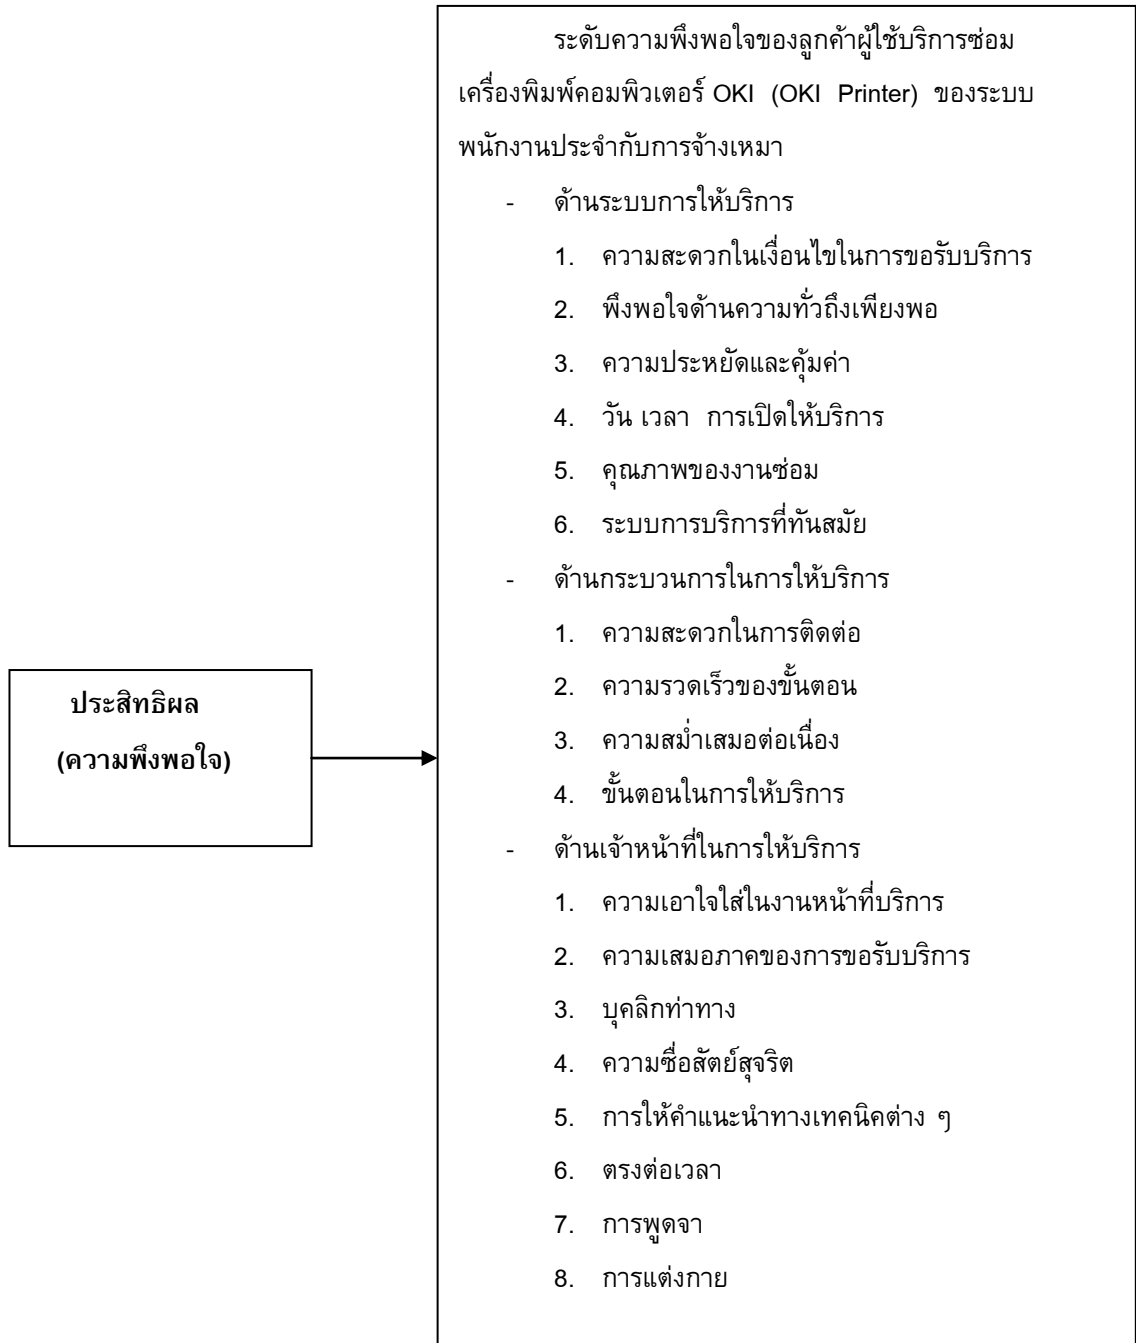 ระดับความพึงพอใจของลูกค้าผู้ใช้บริการซ่อม
เครื่องพิมพ์คอมพิวเตอร์ OKI (OKI Printer) ของระบบ
พนักงานประจำกับการจ้างเหมา
- ด้านระบบการให้บริการ
1. ความสะดวกในเงื่อนไขในการขอรับบริการ
2. พึงพอใจด้านความทั่วถึงเพียงพอ
3. ความประหยัดและคุ้มค่า
4. วัน เวลา การเปิดให้บริการ
5. คุณภาพของงานซ่อม
6. ระบบการบริการที่ทันสมัย
- ด้านกระบวนการในการให้บริการ
1. ความสะดวกในการติดต่อ
2. ความรวดเร็วของขั้นตอน
3. ความสม่ำเสมอต่อเนื่อง
4. ขั้นตอนในการให้บริการ
- ด้านเจ้าหน้าที่ในการให้บริการ
1. ความเอาใจใส่ในงานหน้าที่บริการ
2. ความเสมอภาคของการขอรับบริการ
3. บุคลิกท่าทาง
4. ความซื่อสัตย์สุจริต
5. การให้คำแนะนำทางเทคนิคต่าง ๆ
6. ตรงต่อเวลา
7. การพูดจา
8. การแต่งกาย
ประสิทธิผล
(ความพึงพอใจ)